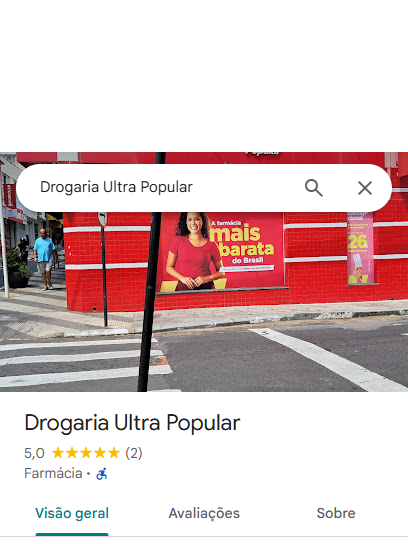 Drogaria Ultra Popular
A farmácia
mais
barata
do Brasil
26
Drogaria Ultra Popular
5,0 (2)
Farmácia ·
Visão geral
Avaliações
Sobre